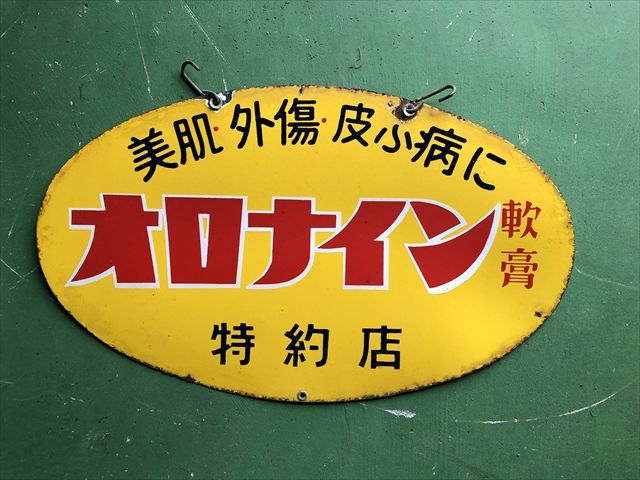 美肌・外傷・皮ふ病に
オロナイン軟膏
特約店